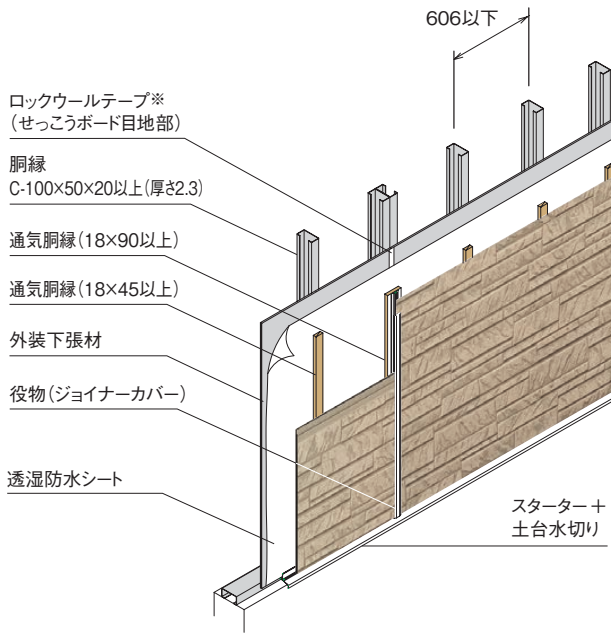 606以下
ロックウールテープ※
(せっこうボード目地部)
胴縁
C-100×50×20以上(厚さ2.3)
通気胴縁(18×90以上)
通気胴縁(18×45以上)
外装下張材
役物(ジョイナーカバー)
透湿防水シート
スターター＋
土台水切り